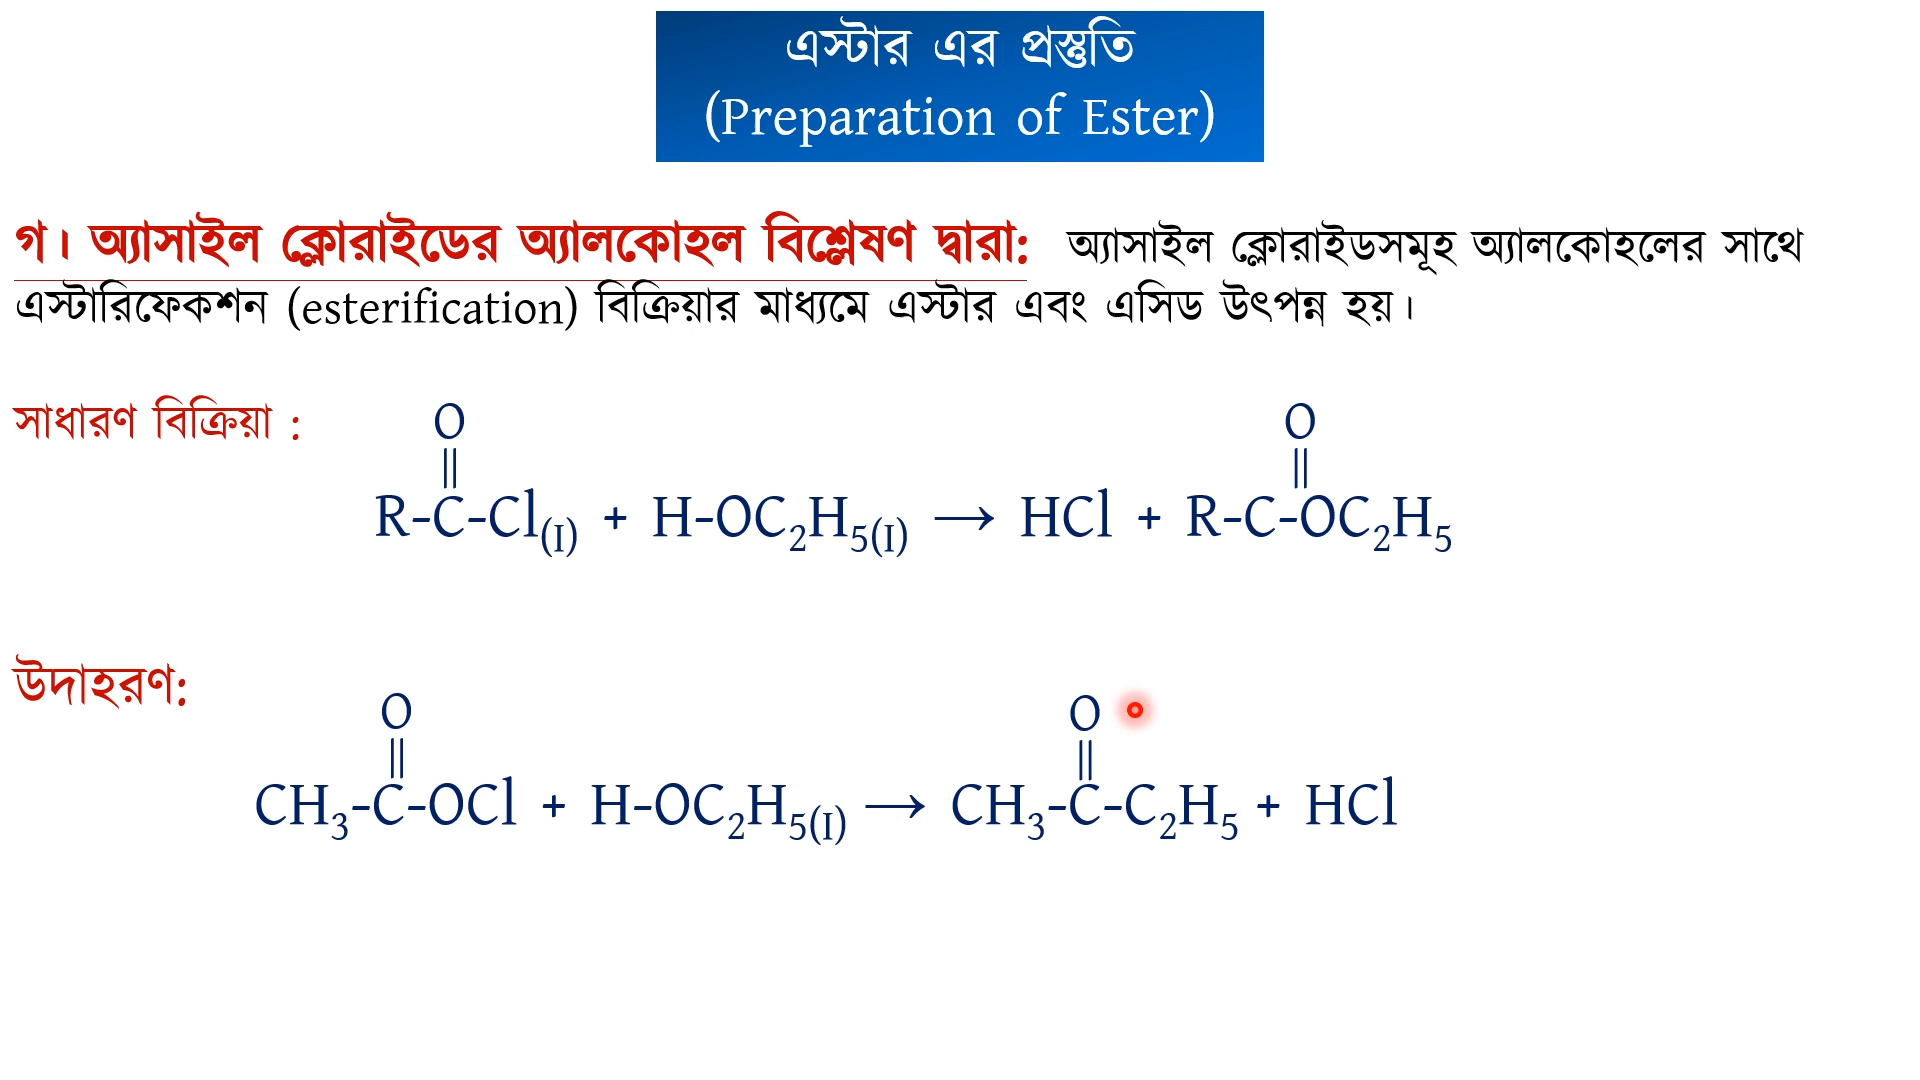 এস্টার এর প্রস্তুতি
(Preparation of Ester)
গ। অ্যাসাইল ক্লোরাইডের অ্যালকোহল বিশ্লেষণ দ্বারা: অ্যাসাইল ক্লোরাইডসমূহ অ্যালকোহলের সাথে
এস্টারিফেকশন (esterification) বিক্রিয়ার মাধ্যমে এস্টার এবং এসিড উৎপন্ন হয়।
সাধারণ বিক্রিয়া :
O O
|| ||
R-C-Cl(I) + H-OC2H5(I) → HCl + R-C-OC2H5
উদাহরণ:
O O
|| ||
CH3-C-OCl + H-OC2H5(I) → CH3-C-C2H5 + HCl